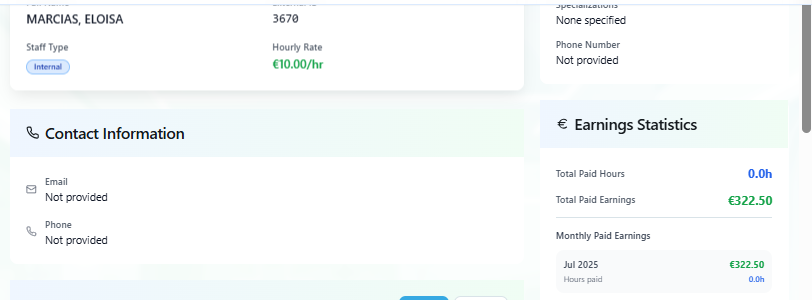 MARCIAS, ELOISA
3670
Staff Type
Internal
Hourly Rate
€10.00/hr
Contact Information
Email
Not provided
Phone
Not provided
Specializations
None specified
Phone Number
Not provided
Earnings Statistics
Total Paid Hours
0.0h
Total Paid Earnings
€322.50
Monthly Paid Earnings
Jul 2025
€322.50
Hours paid
0.0h